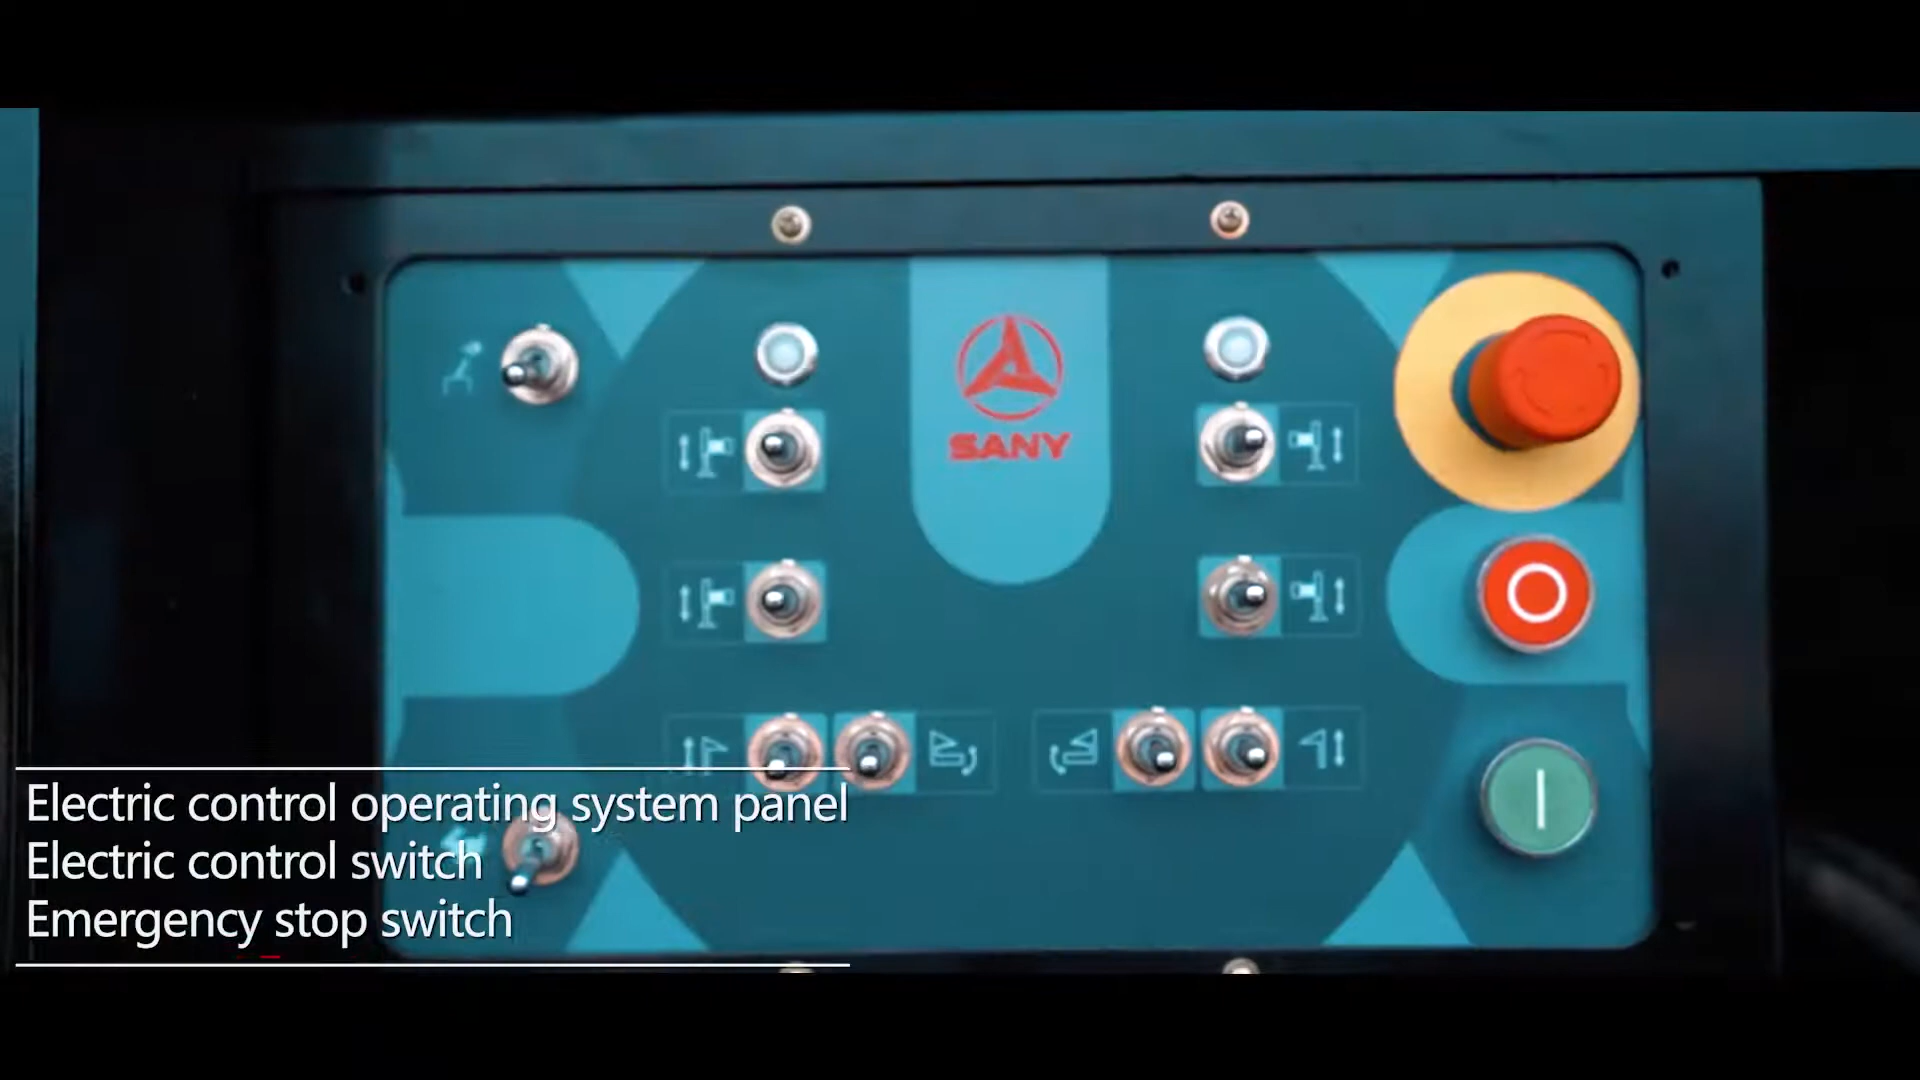 SANY
Electric control operating system panel
Electric control switch
Emergency stop switch